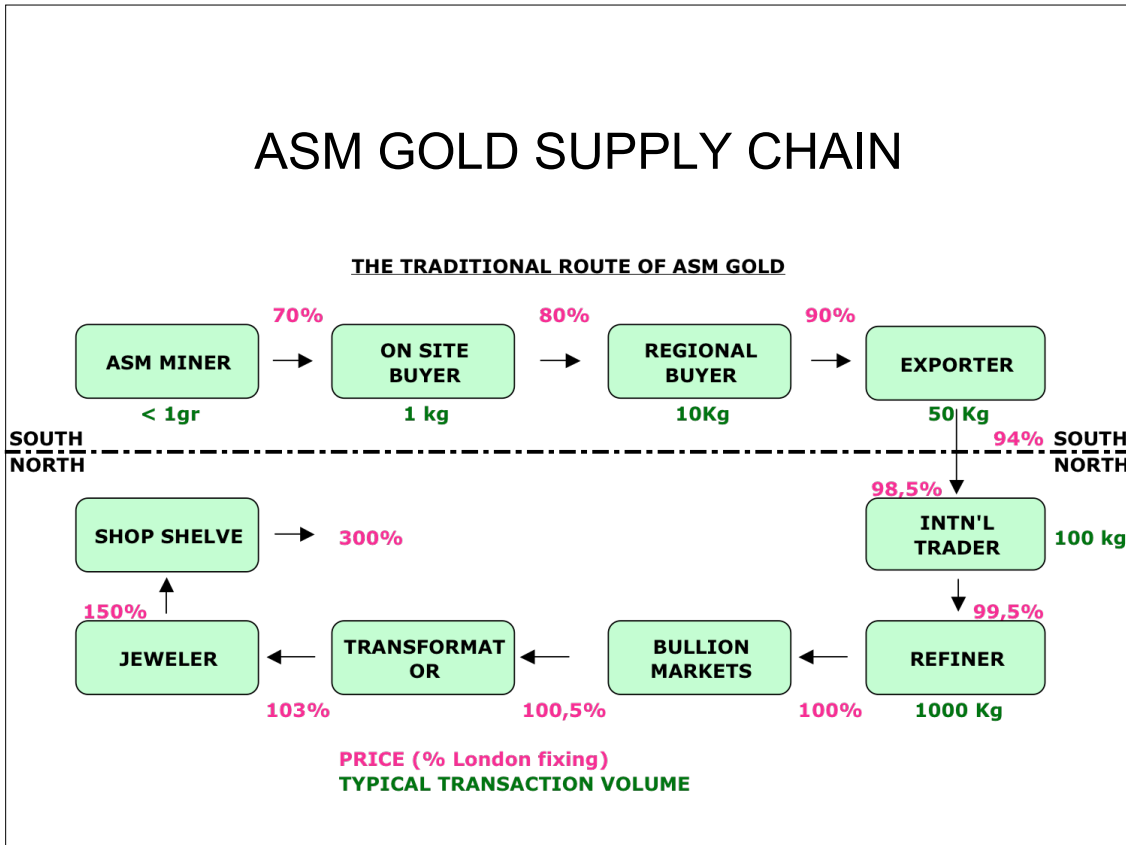 ASM GOLD SUPPLY CHAIN
THE TRADITIONAL ROUTE OF ASM GOLD
70%
80%
90%
ASM MINER
ON SITE
BUYER
REGIONAL
BUYER
EXPORTER
< 1gr
1 kg
10Kg
50 Kg
SOUTH
94% SOUTH
NORTH
NORTH
98,5%
SHOP SHELVE
300%
INTN'L
TRADER
100 kg
150%
99,5%
JEWELER
TRANSFORMAT
OR
BULLION
MARKETS
REFINER
103%
100,5%
100%
1000 Kg
PRICE (% London fixing)
TYPICAL TRANSACTION VOLUME